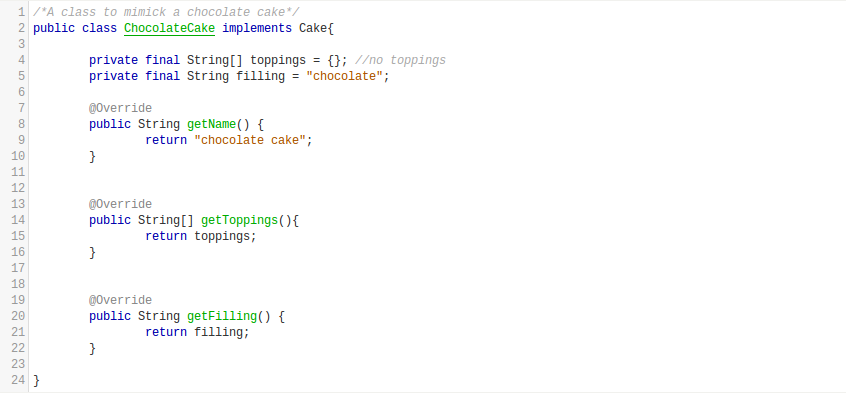 1 /*A class to mimick a chocolate cake*/
2 public class ChocolateCake implements Cake{
3
4 private final String[] toppings = {}; //no toppings
5 private final String filling = "chocolate";
6
7 @Override
8 public String getName() {
9 return "chocolate cake";
10 }
11
12
13 @Override
14 public String[] getToppings(){
15 return toppings;
16 }
17
18
19 @Override
20 public String getFilling() {
21 return filling;
22 }
23
24 }